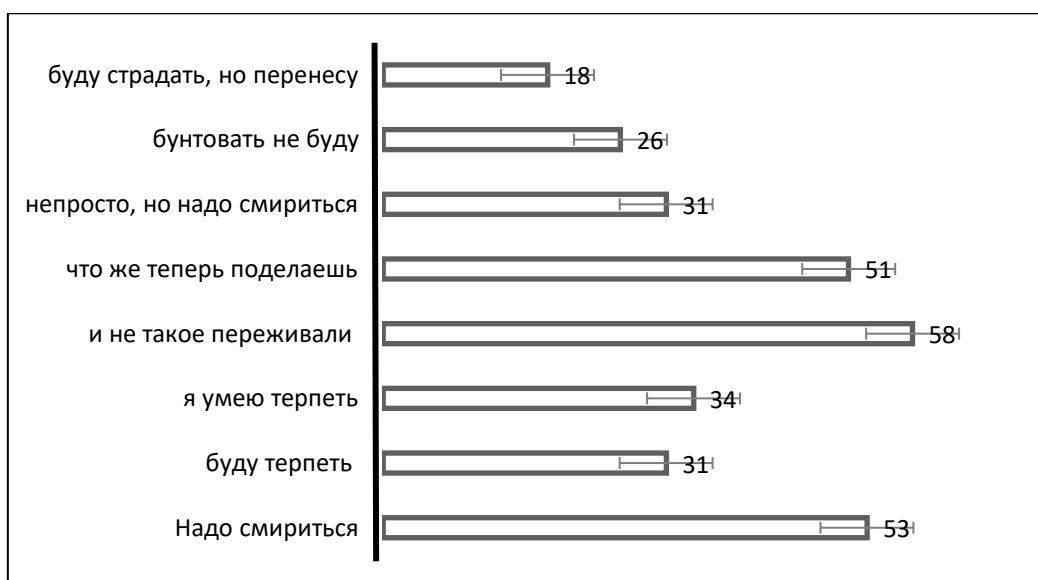 буду страдать, но перенесу 18
бунтовать не буду 26
непросто, но надо смириться 31
что же теперь поделаешь 51
и не такое переживали 58
я умею терпеть 34
буду терпеть 31
Надо смириться 53